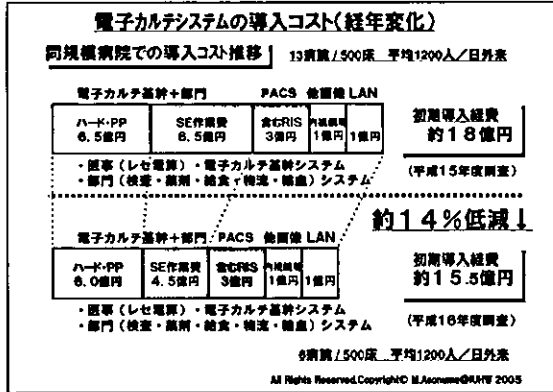 電子カルテシステムの導入コスト(経年変化)
同規模病院での導入コスト推移
13病院/500床 平均1200人/日外来
電子カルテ基幹+部門 PACS 他画像 LAN
ハード・PP
6.5億円
SE作業費
6.5億円
含むRIS
3億円
内視鏡等
1億円
1億円
初期導入経費
約18億円
・医事(レセ電算)・電子カルテ基幹システム
・部門(検査・薬剤・給食・物流・輸血)システム
(平成15年度調査)
約14%低減↓
電子カルテ基幹+部門 PACS 他画像 LAN
ハード・PP
6.0億円
SE作業費
4.5億円
含むRIS
3億円
1億円
1億円
初期導入経費
約15.5億円
・医事(レセ電算)・電子カルテ基幹システム
・部門(検査・薬剤・給食・物流・輸血)システム
(平成16年度調査)
6病院/500床 平均1200人/日外来
All Rights Reserved,Copyright© M.Asonuma@IUHW 2005